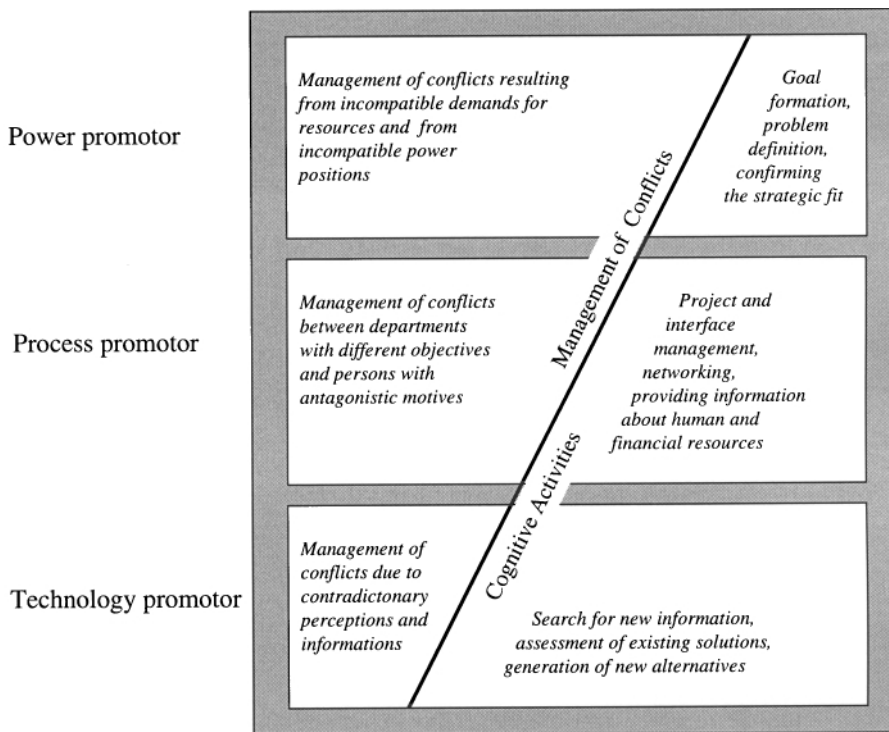 Power promotor
Management of conflicts resulting
from incompatible demands for
resources and from
incompatible power
positions
Goal
formation,
problem
definition,
confirming
the strategic fit
Management of Conflicts
Process promotor
Management of conflicts
between departments
with different objectives
and persons with
antagonistic motives
Project and
interface
management,
networking,
providing information
about human and
financial resources
Cognitive Activities
Technology promotor
Management of
conflicts due to
contradictonary
perceptions and
informations
Search for new information,
assessment of existing solutions,
generation of new alternatives